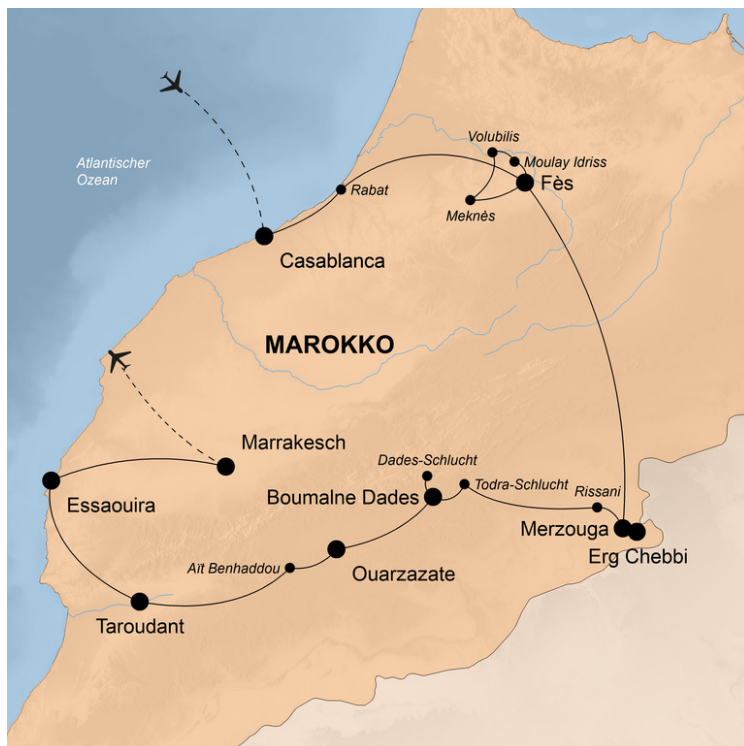 Atlantischer
Ozean
Volubilis
Moulay Idriss
Fès
Rabat
Meknès
Casablanca
MAROKKO
Marrakesch
Dades-Schlucht
Todra-Schlucht
Rissani
Essaouira
Boumalne Dades
Merzouga
Erg Chebbi
Aït Benhaddou
Ouarzazate
Taroudant